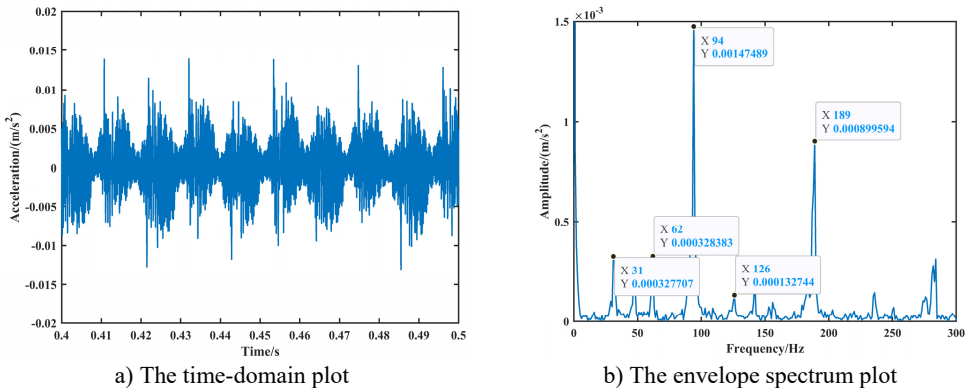 0.02
0.015
0.01
0.005
0
-0.005
-0.01
-0.015
-0.02
0.4
0.41
0.42
0.43
0.44
0.45
0.46
0.47
0.48
0.49
0.5
Acceleration/(m/s²)
Time/s
a) The time-domain plot
×10⁻³
1.5
1
0.5
0
0
50
100
150
200
250
300
Amplitude/(m/s²)
Frequency/Hz
X 94
Y 0.00147489
X 189
Y 0.000899594
X 62
Y 0.000328383
X 31
Y 0.000327707
X 126
Y 0.000132744
b) The envelope spectrum plot